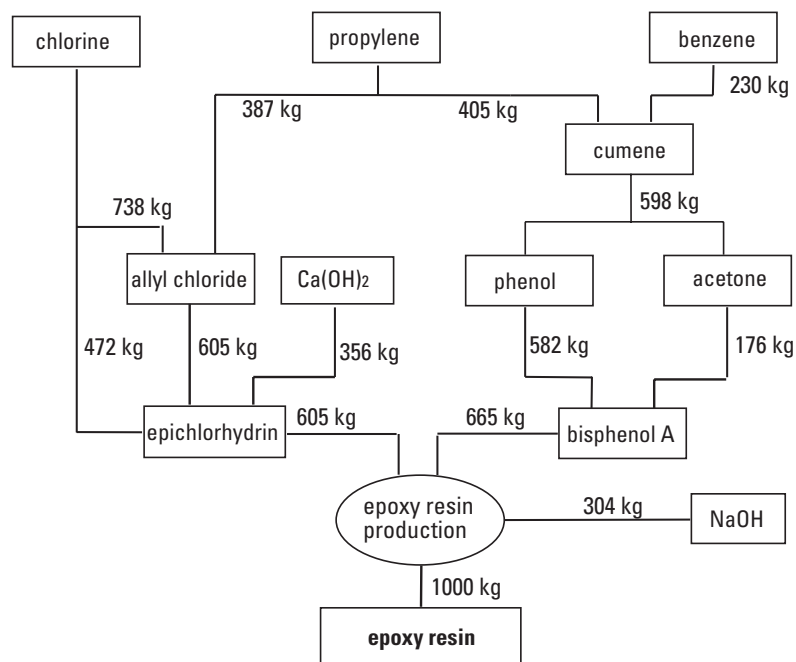 chlorine
propylene
benzene
387 kg
405 kg
230 kg
cumene
738 kg
598 kg
allyl chloride
Ca(OH)2
phenol
acetone
472 kg
605 kg
356 kg
582 kg
176 kg
epichlorhydrin
605 kg
665 kg
bisphenol A
epoxy resin
production
304 kg
NaOH
1000 kg
epoxy resin